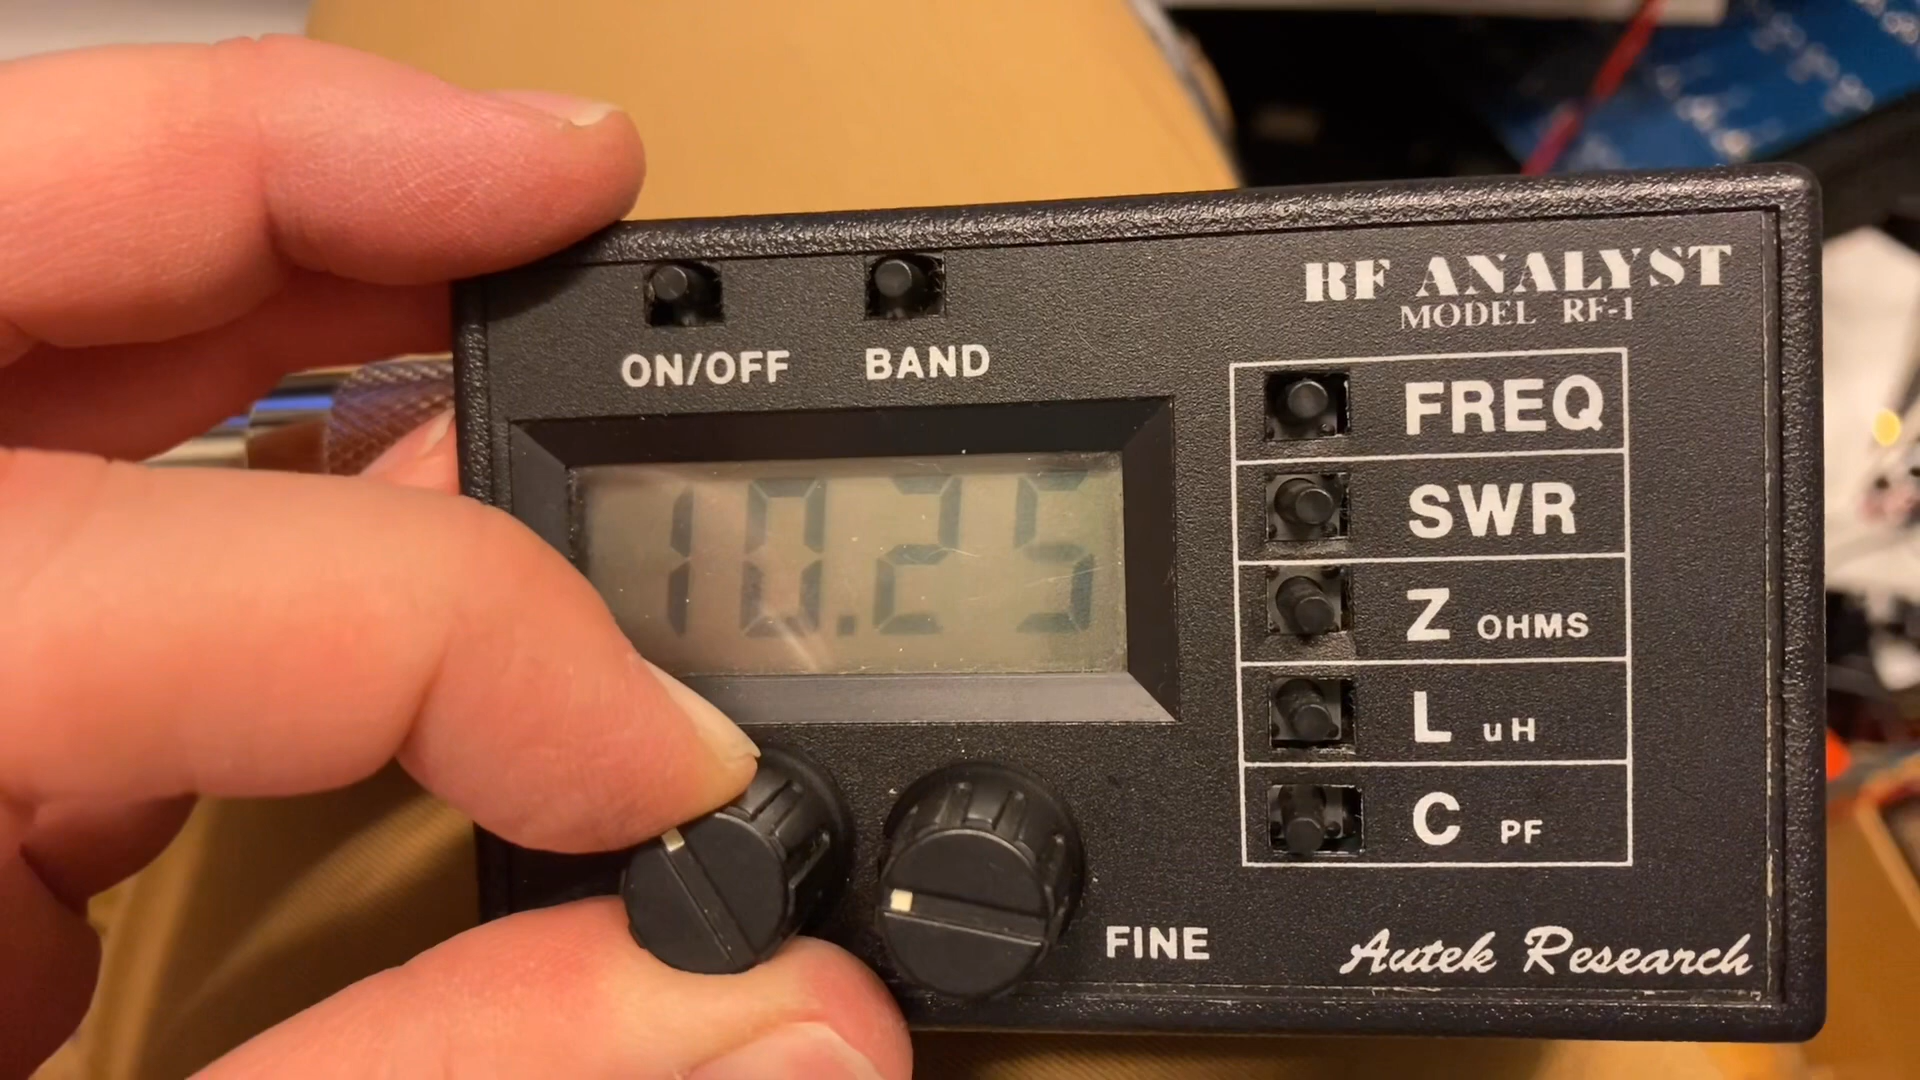 RF ANALYST
MODEL RF-1
ON/OFF
BAND
10.25
FREQ
SWR
Z OHMS
L uH
C PF
FINE
Autek Research